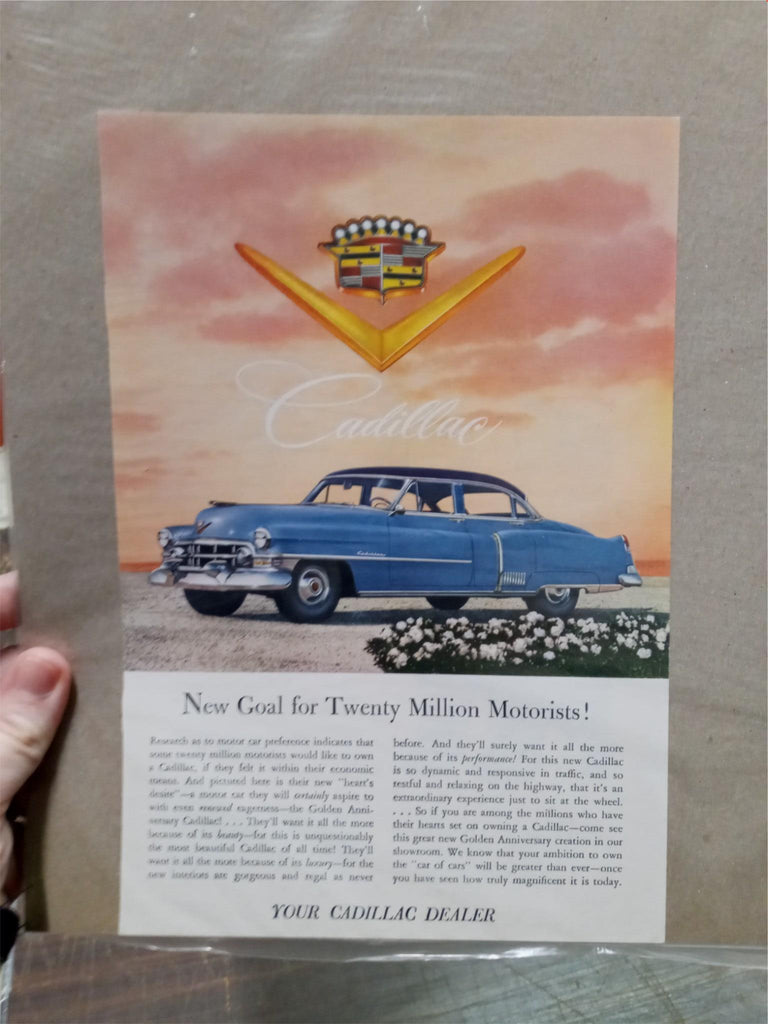 Cadillac
Cadillac
New Goal for Twenty Million Motorists!
Research as to motor car preference indicates that
some twenty million motorists would like to own
a Cadillac, if they felt it within their economic
means. And pictured here is their new "heart's
desire"—a motor car they will certainly aspire to
with even renewed eagerness—the Golden Anni-
versary Cadillac! . . . They'll want it all the more
because of its beauty—for this is unquestionably
the most beautiful Cadillac of all time! They'll
want it all the more because of its luxury—for the
new interiors are gorgeous and regal as never
before. And they'll surely want it all the more
because of its performance! For this new Cadillac
is so dynamic and responsive in traffic, and so
restful and relaxing on the highway, that it's an
extraordinary experience just to sit at the wheel.
. . . So if you are among the millions who have
their hearts set on owning a Cadillac—come see
this great new Golden Anniversary creation in our
showroom. We know that your ambition to own
the "car of cars" will be greater than ever—once
you have seen how truly magnificent it is today.
YOUR CADILLAC DEALER